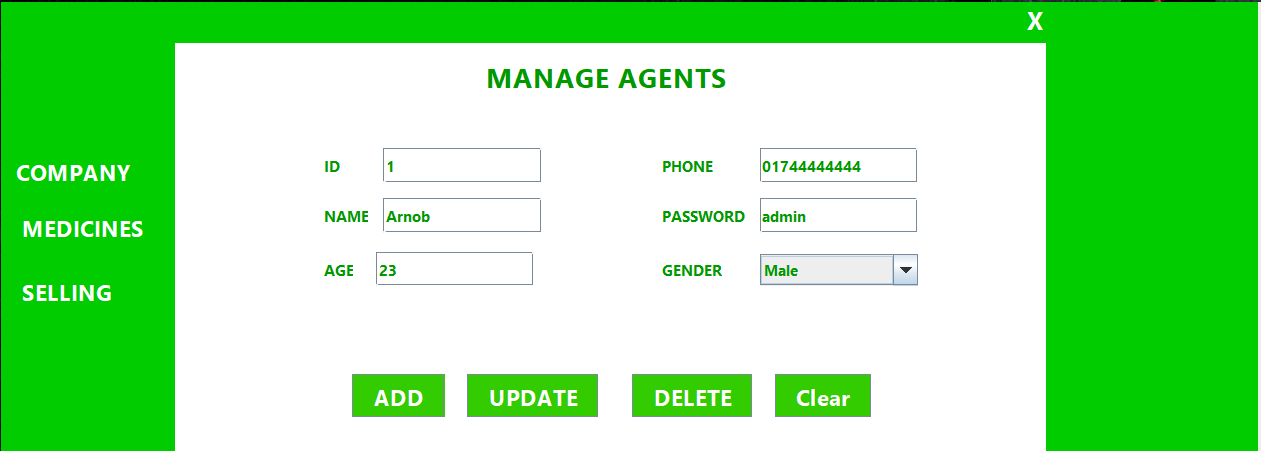 X
MANAGE AGENTS
COMPANY
MEDICINES
SELLING
ID 1 PHONE 01744444444
NAME Arnob PASSWORD admin
AGE 23 GENDER Male
ADD UPDATE DELETE Clear